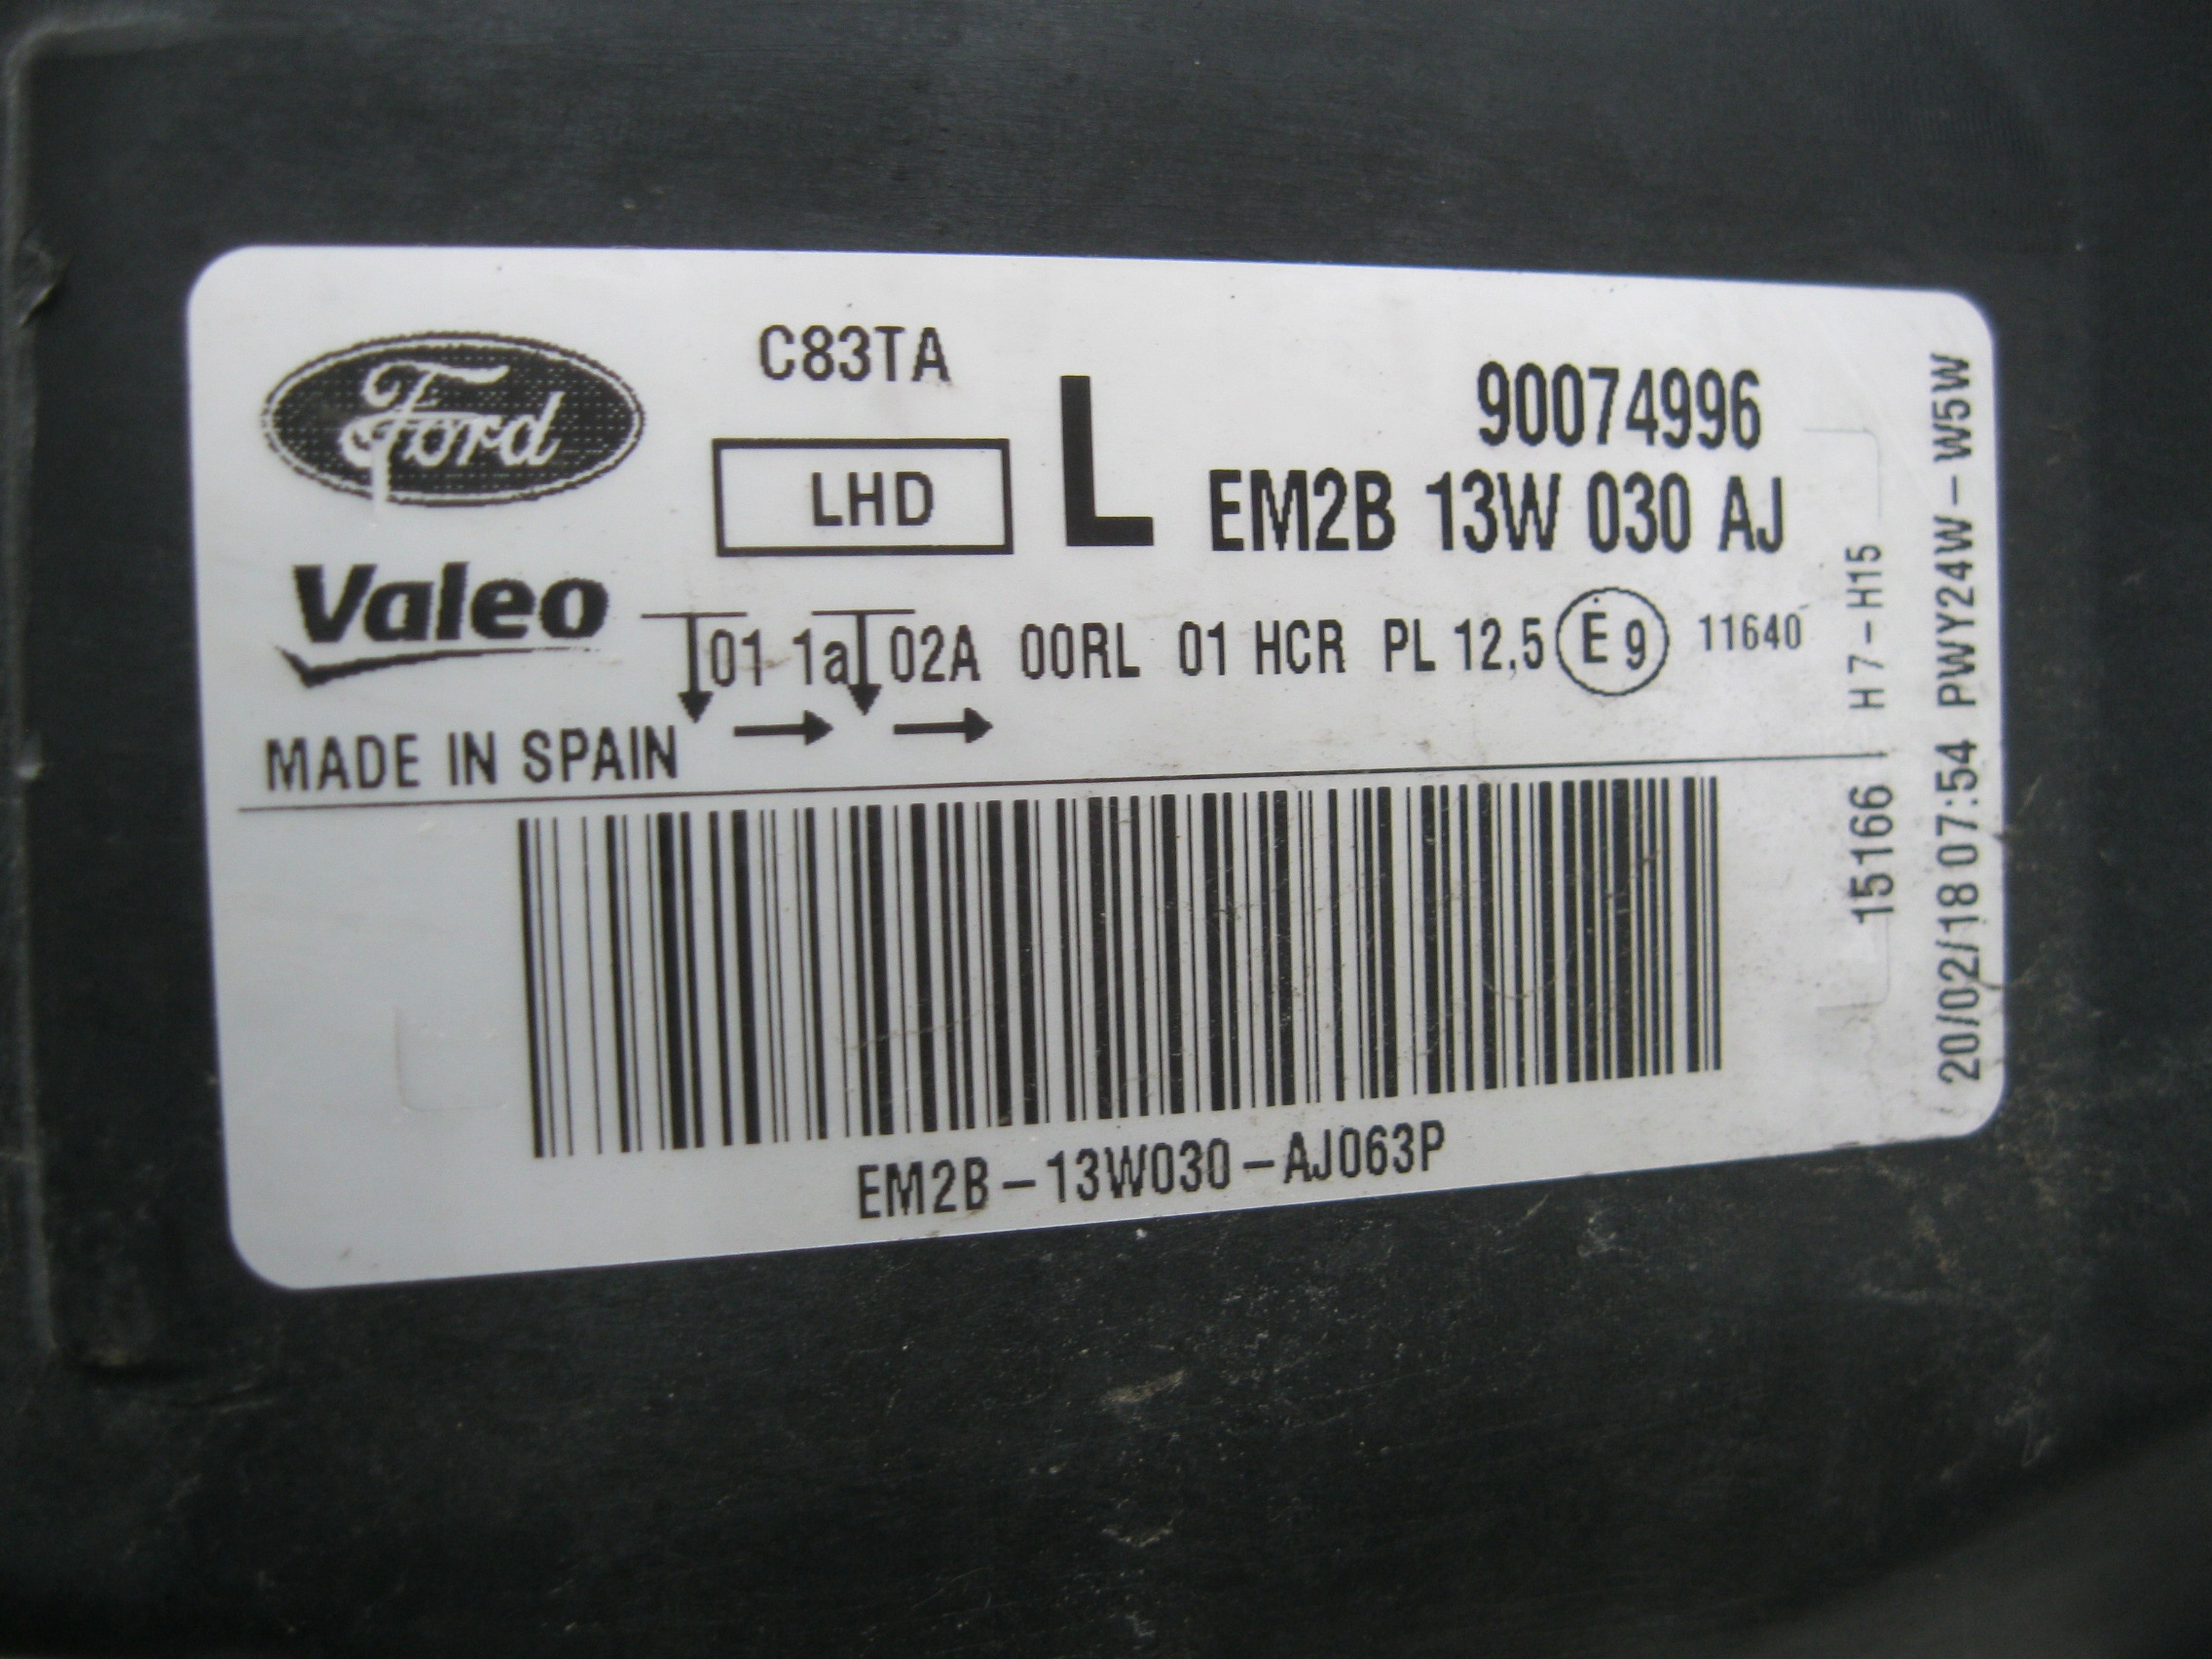 Ford
C83TA
LHD
L
90074996
EM2B 13W 030 AJ
Valeo
01 1a 02A 00RL 01 HCR PL 12,5 E9 11640
MADE IN SPAIN
EM2B-13W030-AJ063P
15166 H7-H15
20/02/18 07:54 PWY24W-W5W